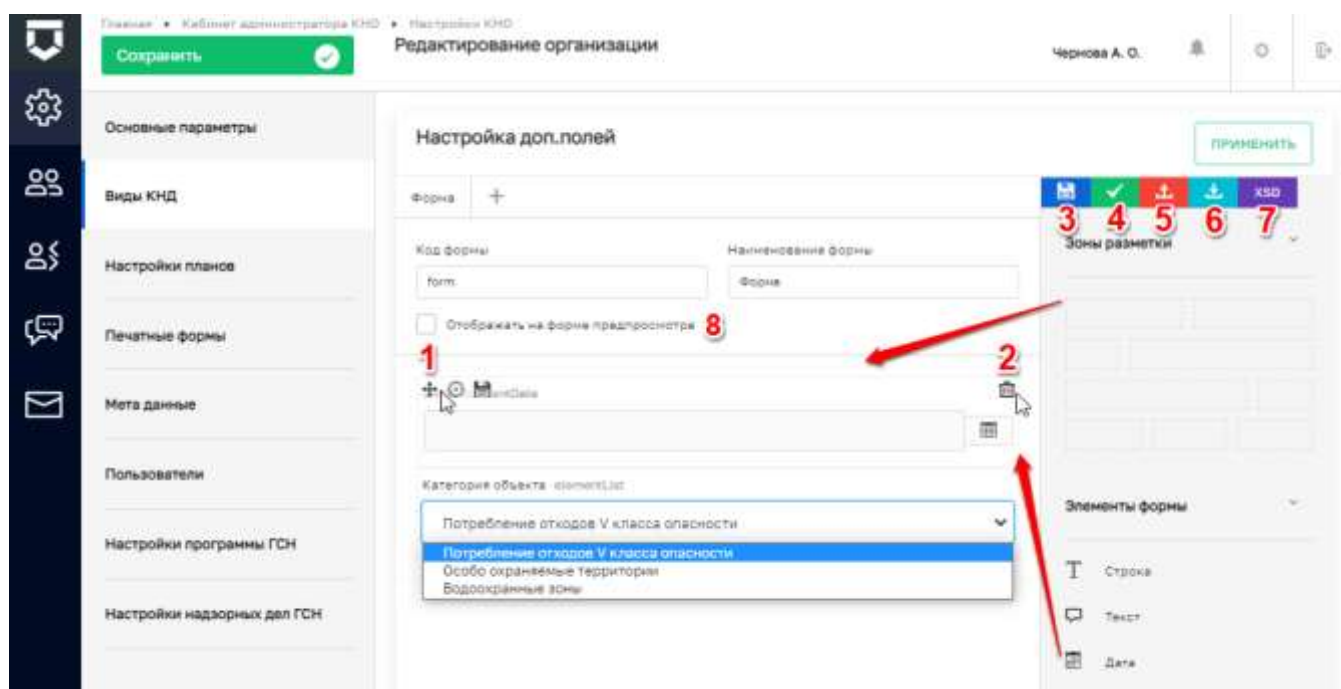 Главная • Кабинет администратора КНД • Настройки КНД
Сохранить
Редактирование организации
Чернова А. О.
Основные параметры
Виды КНД
Настройки планов
Печатные формы
Мета данные
Пользователи
Настройки программы ГСН
Настройки надзорных дел ГСН
Настройка доп.полей
ПРИМЕНИТЬ
Форма +
XSD
3 4 5 6 7
Зоны разметки
Код формы
Наименование формы
form
Форма
Отображать на форме предпросмотра 8
1
2
Категория объекта elementList
Потребление отходов V класса опасности
Потребление отходов V класса опасности
Особо охраняемые территории
Водоохранные зоны
Элементы формы
Строка
Текст
Дата